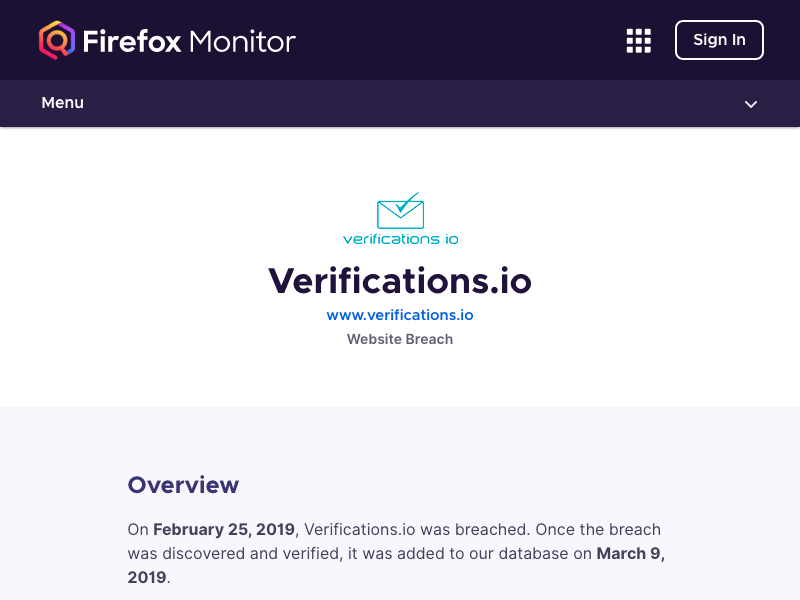 Firefox Monitor
Sign In
Menu
verifications io
Verifications.io
www.verifications.io
Website Breach
Overview
On February 25, 2019, Verifications.io was breached. Once the breach
was discovered and verified, it was added to our database on March 9,
2019.